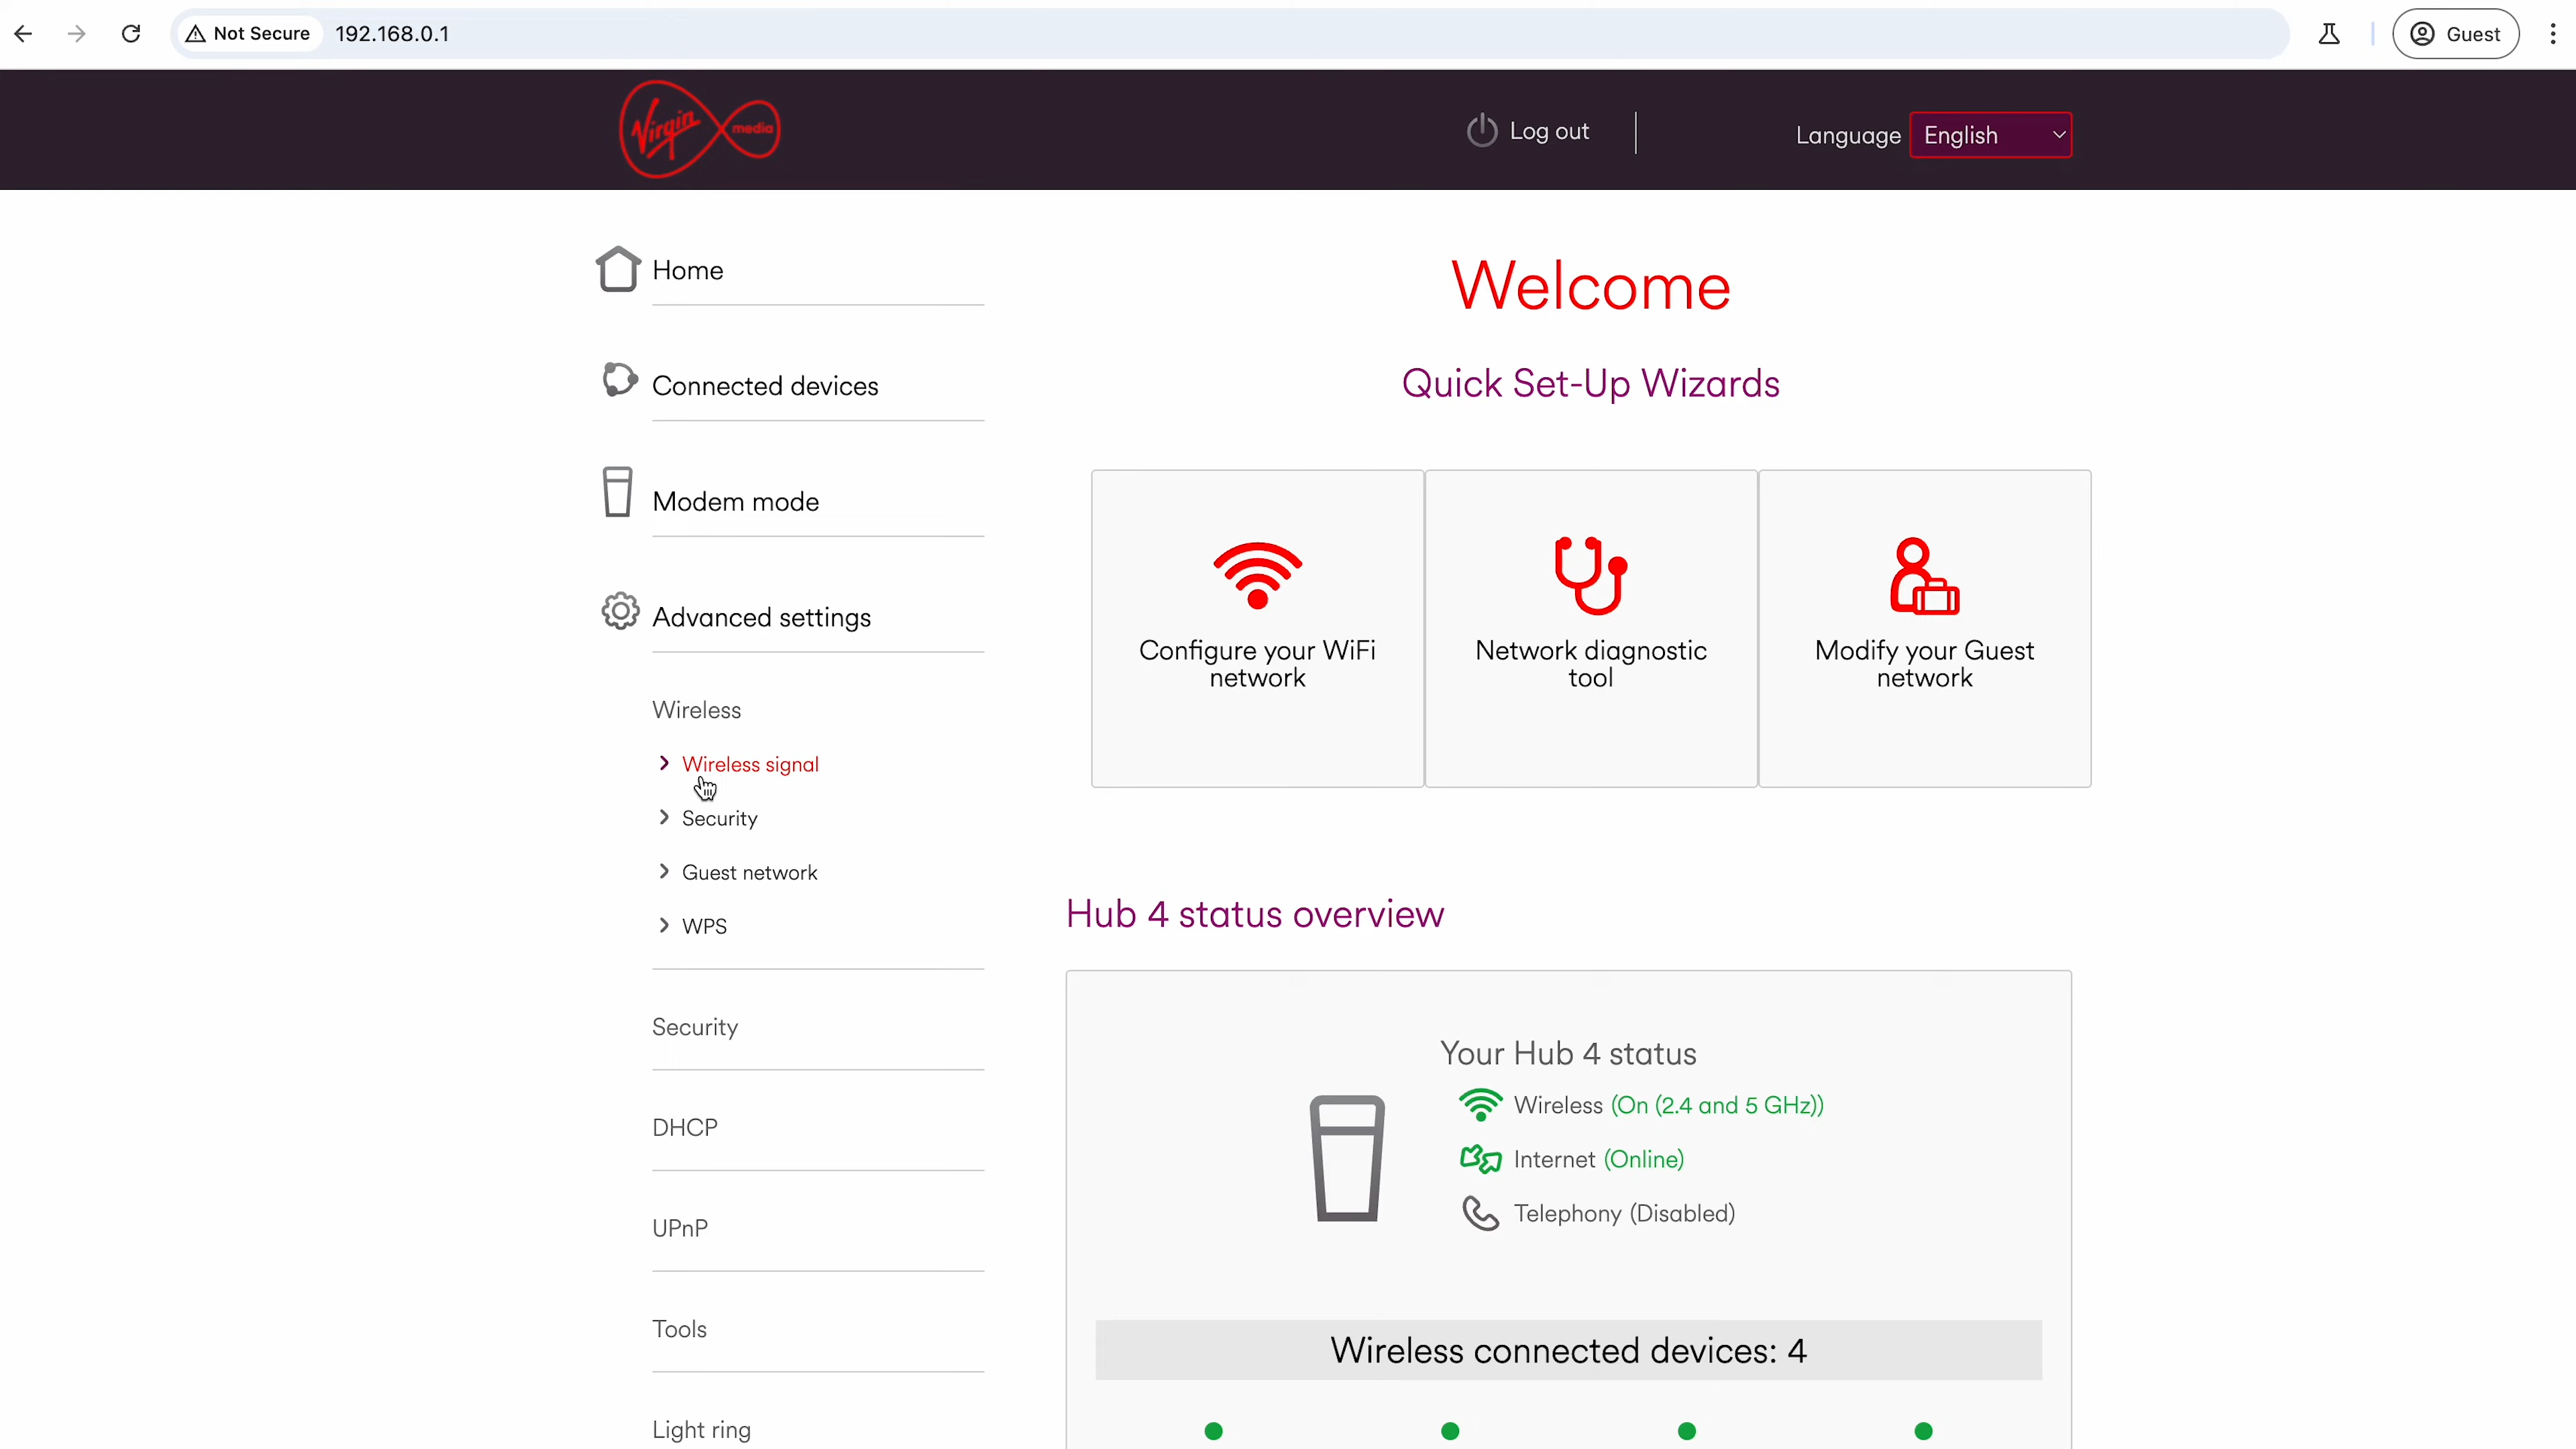 Not Secure
192.168.0.1
Guest
Virgin media
Log out
Language
English
Home
Connected devices
Modem mode
Advanced settings
Wireless
Wireless signal
Security
Guest network
WPS
Security
DHCP
UPnP
Tools
Light ring
Welcome
Quick Set-Up Wizards
Configure your WiFi
network
Network diagnostic
tool
Modify your Guest
network
Hub 4 status overview
Your Hub 4 status
Wireless (On (2.4 and 5 GHz))
Internet (Online)
Telephony (Disabled)
Wireless connected devices: 4